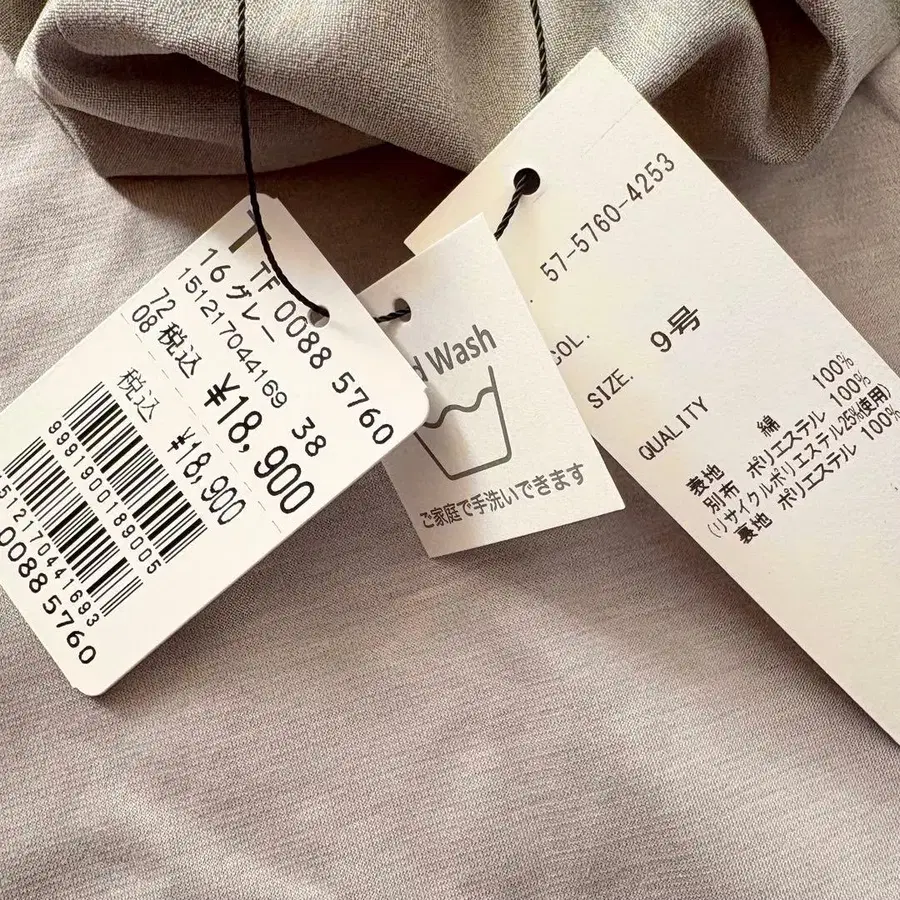 TF 0088 5760
16 グレー 38
15121704 4169
72 税込 ¥18,900
08
税込 ¥18,900
9991900189005
1512170441693
0088 5760
d Wash
ご家庭で手洗いできます
57-5760-4253
COL.
SIZE. 9号
QUALITY
表地 綿 100%
別布 ポリエステル 100%
(リサイクルポリエステル25%使用)
裏地 ポリエステル 100%